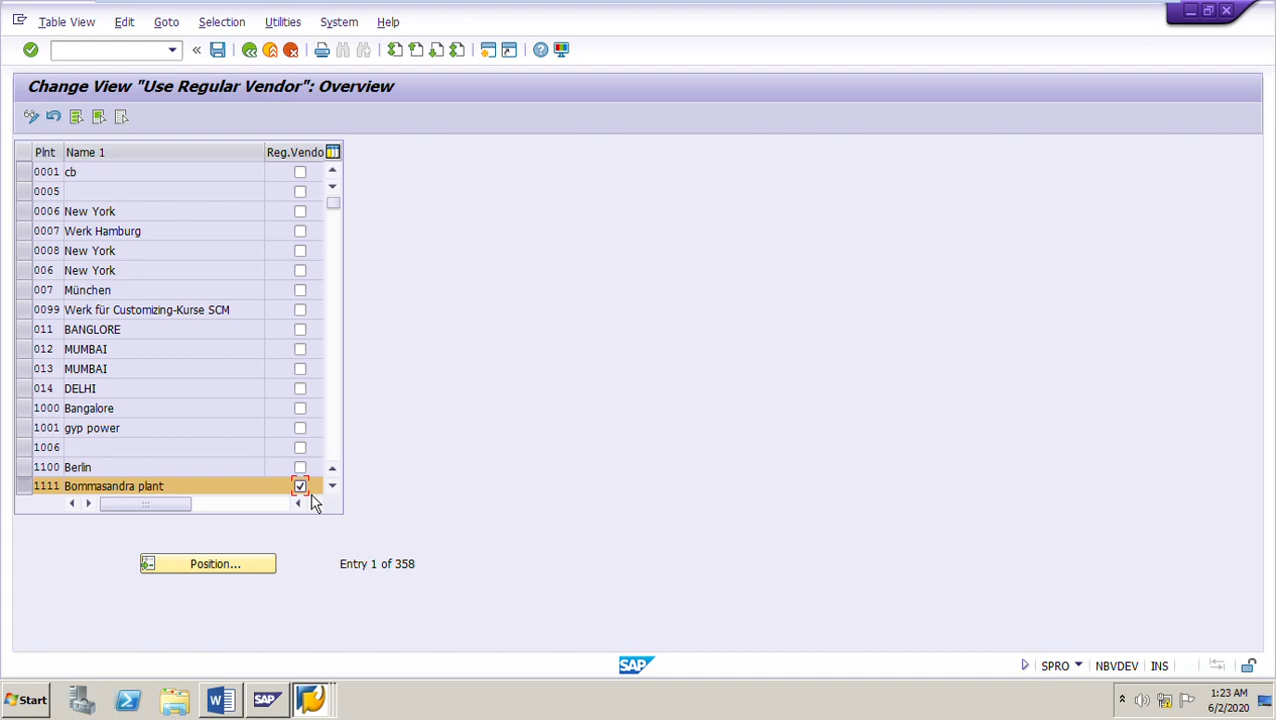 Table View Edit Goto Selection Utilities System Help
Change View "Use Regular Vendor": Overview
Plnt Name 1 Reg.Vendo
0001 cb
0005
0006 New York
0007 Werk Hamburg
0008 New York
006 New York
007 München
0099 Werk für Customizing-Kurse SCM
011 BANGLORE
012 MUMBAI
013 MUMBAI
014 DELHI
1000 Bangalore
1001 gyp power
1006
1100 Berlin
1111 Bommasandra plant
Position... Entry 1 of 358
SAP SPRO NBVDEV INS
Start W SAP 1:23 AM
6/2/2020